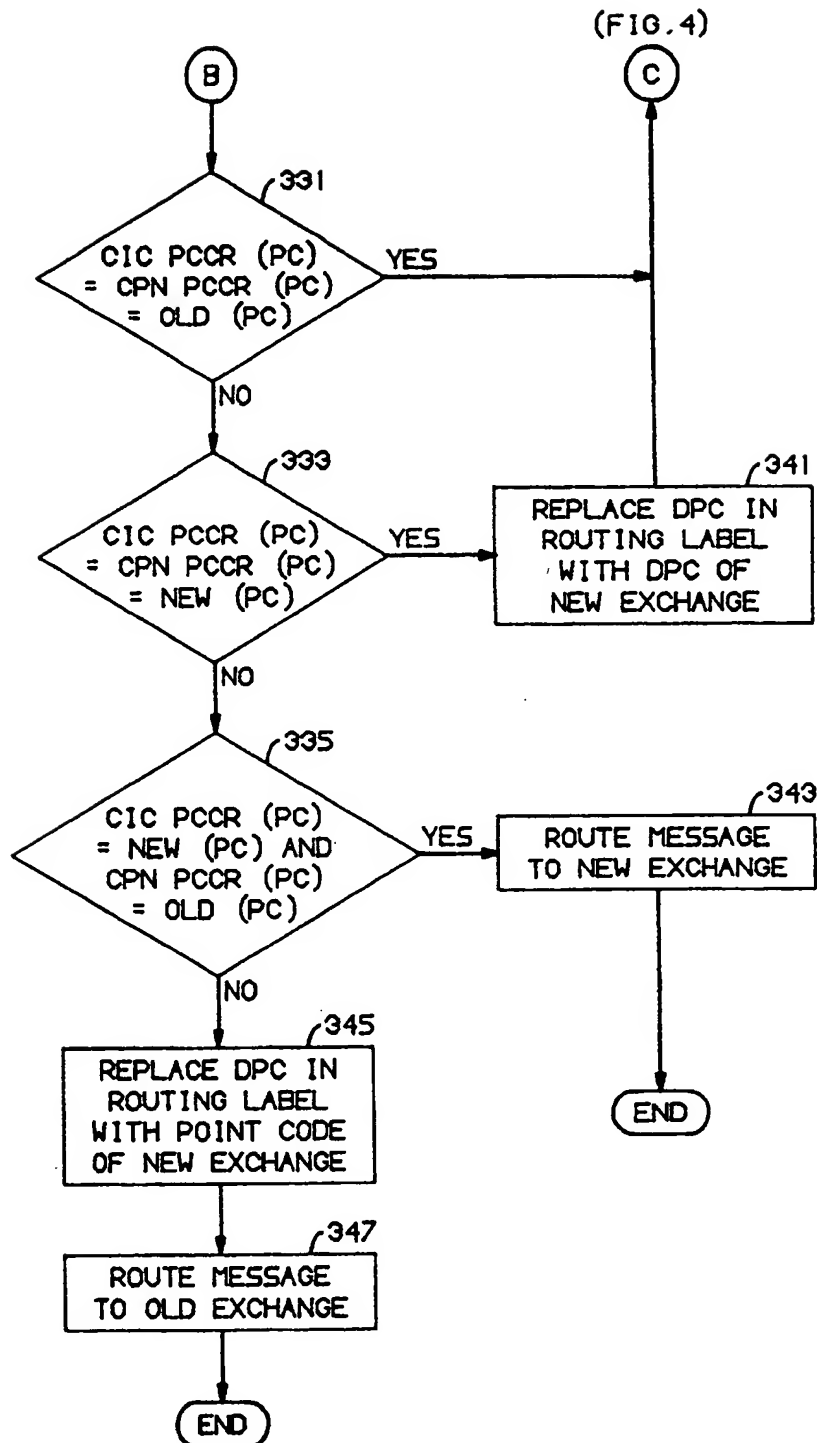 (FIG.4)
B
C
331
CIC PCCR (PC)
= CPN PCCR (PC)
= OLD (PC)
YES
NO
333
CIC PCCR (PC)
= CPN PCCR (PC)
= NEW (PC)
YES
341
REPLACE DPC IN
ROUTING LABEL
WITH DPC OF
NEW EXCHANGE
NO
335
CIC PCCR (PC)
= NEW (PC) AND
CPN PCCR (PC)
= OLD (PC)
YES
343
ROUTE MESSAGE
TO NEW EXCHANGE
NO
345
REPLACE DPC IN
ROUTING LABEL
WITH POINT CODE
OF NEW EXCHANGE
END
347
ROUTE MESSAGE
TO OLD EXCHANGE
END